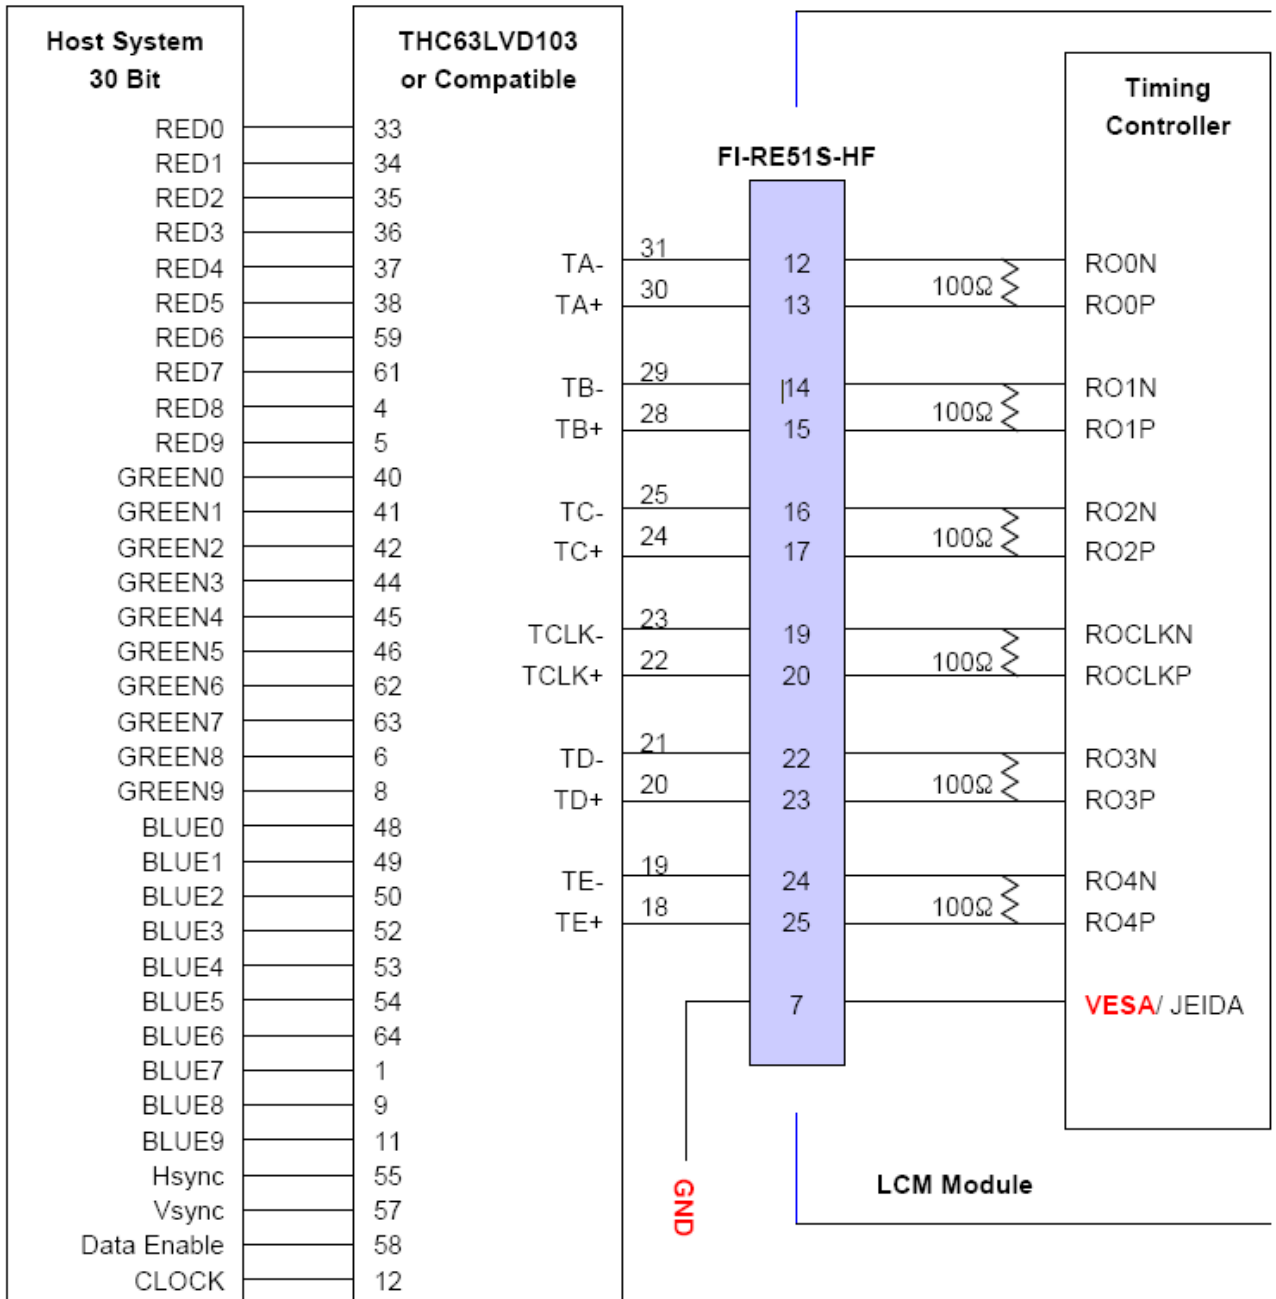 Host System
30 Bit
RED0
RED1
RED2
RED3
RED4
RED5
RED6
RED7
RED8
RED9
GREEN0
GREEN1
GREEN2
GREEN3
GREEN4
GREEN5
GREEN6
GREEN7
GREEN8
GREEN9
BLUE0
BLUE1
BLUE2
BLUE3
BLUE4
BLUE5
BLUE6
BLUE7
BLUE8
BLUE9
Hsync
Vsync
Data Enable
CLOCK
THC63LVD103
or Compatible
33
34
35
36
37
38
59
61
4
5
40
41
42
44
45
46
62
63
6
8
48
49
50
52
53
54
64
1
9
11
55
57
58
12
TA-
TA+
TB-
TB+
TC-
TC+
TCLK-
TCLK+
TD-
TD+
TE-
TE+
31
30
29
28
25
24
23
22
21
20
19
18
GND
FI-RE51S-HF
12
13
14
15
16
17
19
20
22
23
24
25
7
100Ω
100Ω
100Ω
100Ω
100Ω
100Ω
Timing
Controller
RO0N
RO0P
RO1N
RO1P
RO2N
RO2P
ROCLKN
ROCLKP
RO3N
RO3P
RO4N
RO4P
VESA/ JEIDA
LCM Module